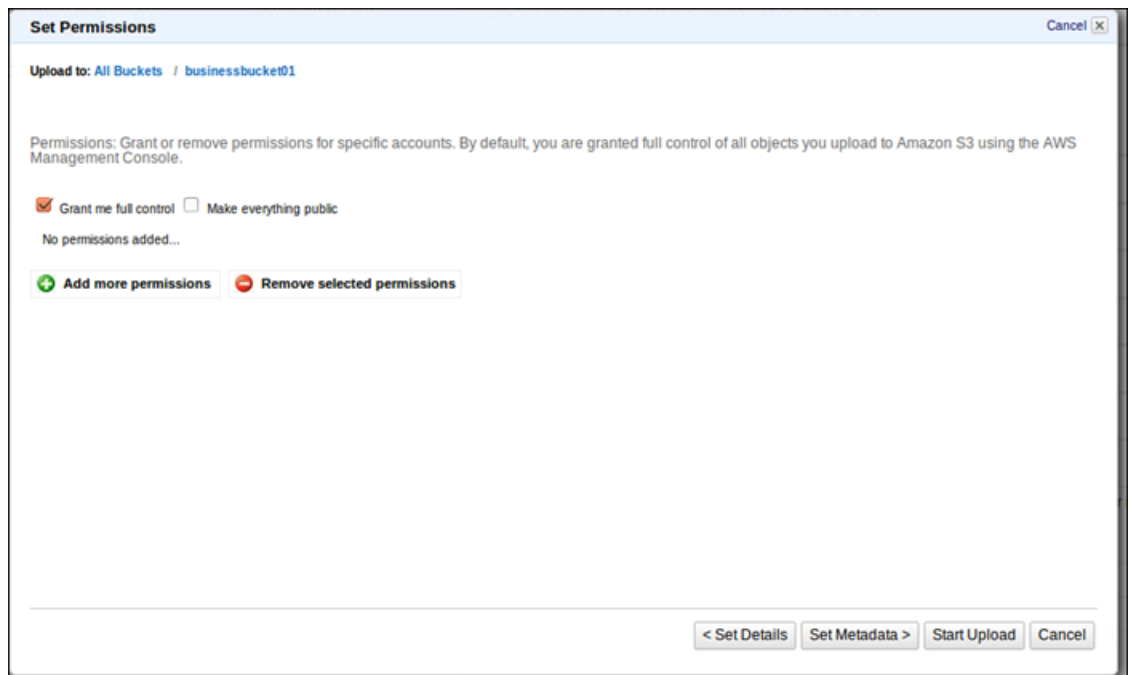 Set Permissions
Cancel
Upload to: All Buckets / businessbucket01
Permissions: Grant or remove permissions for specific accounts. By default, you are granted full control of all objects you upload to Amazon S3 using the AWS
Management Console.
Grant me full control Make everything public
No permissions added...
Add more permissions Remove selected permissions
< Set Details Set Metadata > Start Upload Cancel